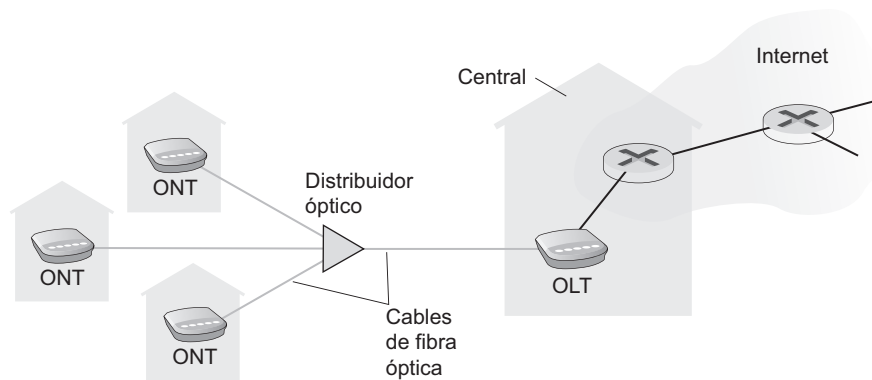 Internet
Central
Distribuidor
óptico
ONT
ONT
ONT
OLT
Cables
de fibra
óptica